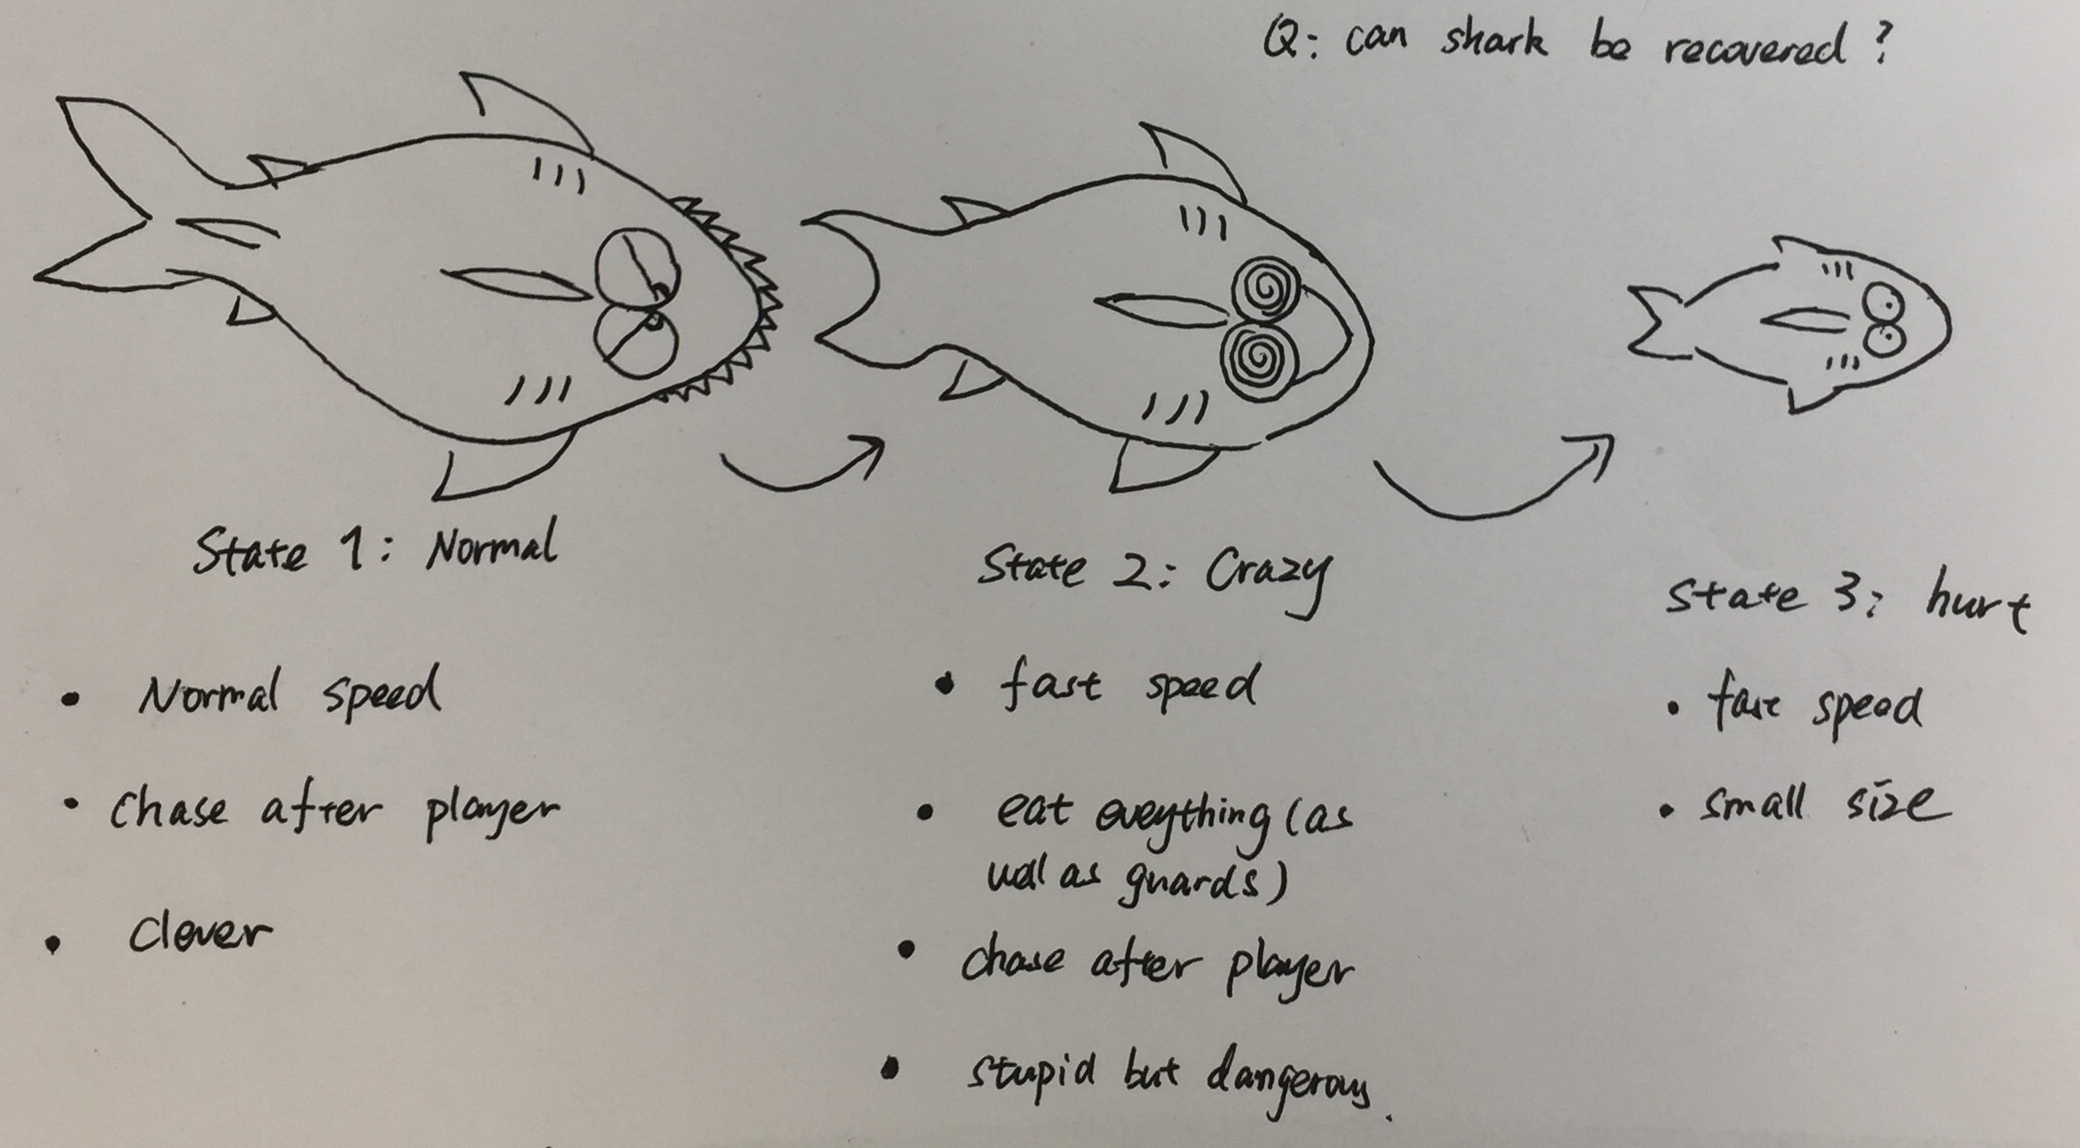 Q: can shark be recovered?
State 1: Normal
• Normal speed
• chase after player
• clever
State 2: Crazy
• fast speed
• eat eveything (as
well as guards)
• chase after player
• stupid but dangerous.
State 3: hurt
• fast speed
• small size